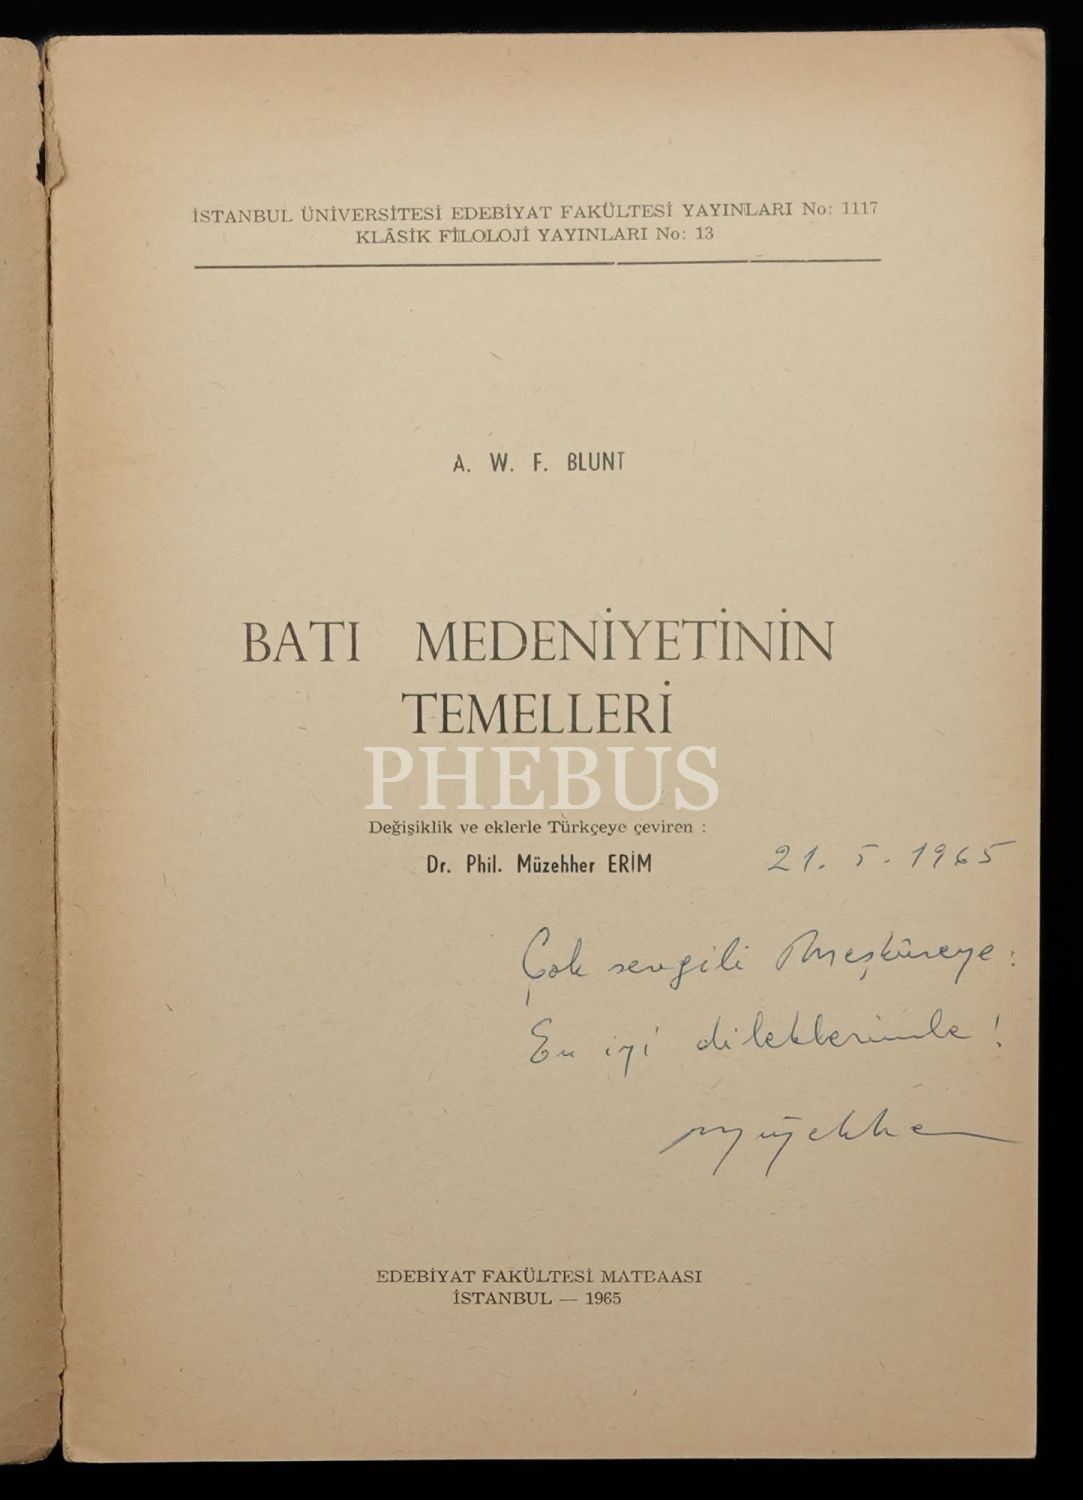 İSTANBUL ÜNİVERSİTESİ EDEBİYAT FAKÜLTESİ YAYINLARI No: 1117
KLÂSİK FİLOLOJİ YAYINLARI No: 13
A. W. F. BLUNT
BATI MEDENİYETİNİN
TEMELLERİ
PHEBUS
Değişiklik ve eklerle Türkçeye çeviren :
Dr. Phil. Müzehher ERİM
21. 5. 1965
Çok sevgili Meşkûreye :
En iyi dileklerimle !
Müzehher
EDEBİYAT FAKÜLTESİ MATBAASI
İSTANBUL — 1965